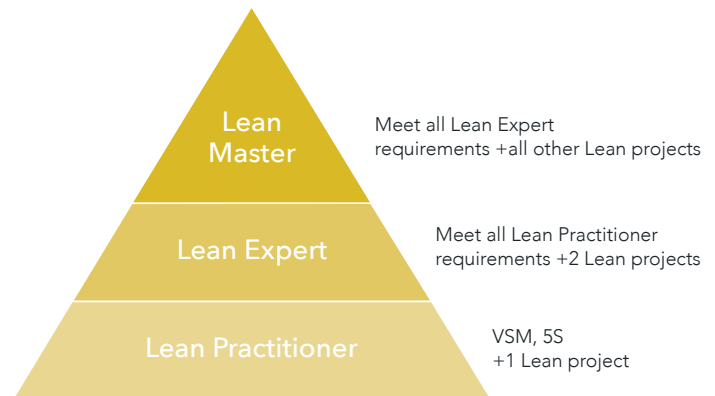 Lean
Master
Meet all Lean Expert
requirements +all other Lean projects
Lean Expert
Meet all Lean Practitioner
requirements +2 Lean projects
Lean Practitioner
VSM, 5S
+1 Lean project